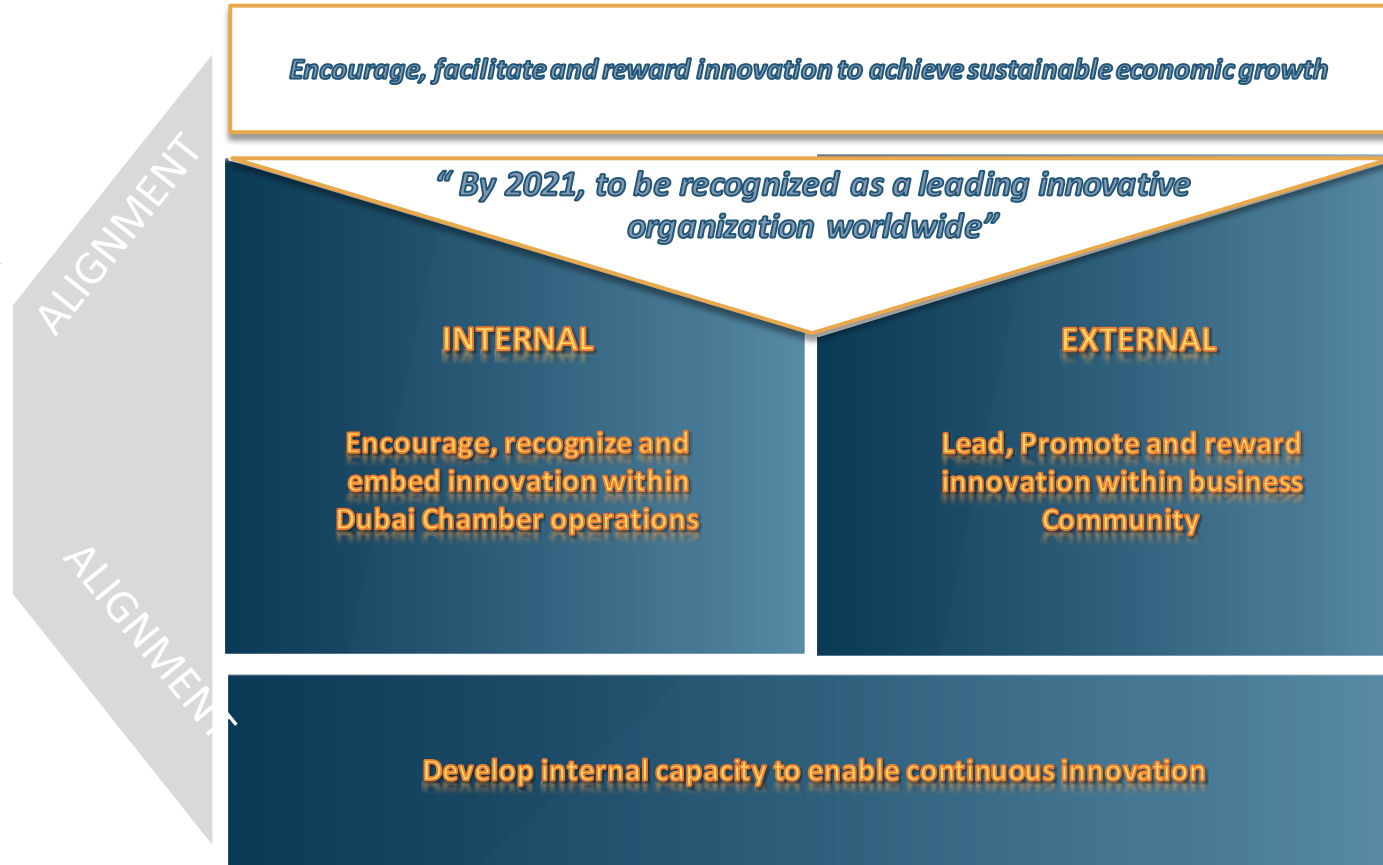 Encourage, facilitate and reward innovation to achieve sustainable economic growth
“ By 2021, to be recognized as a leading innovative
organization worldwide”
ALIGNMENT
INTERNAL
Encourage, recognize and
embed innovation within
Dubai Chamber operations
EXTERNAL
Lead, Promote and reward
innovation within business
Community
ALIGNMENT
Develop internal capacity to enable continuous innovation